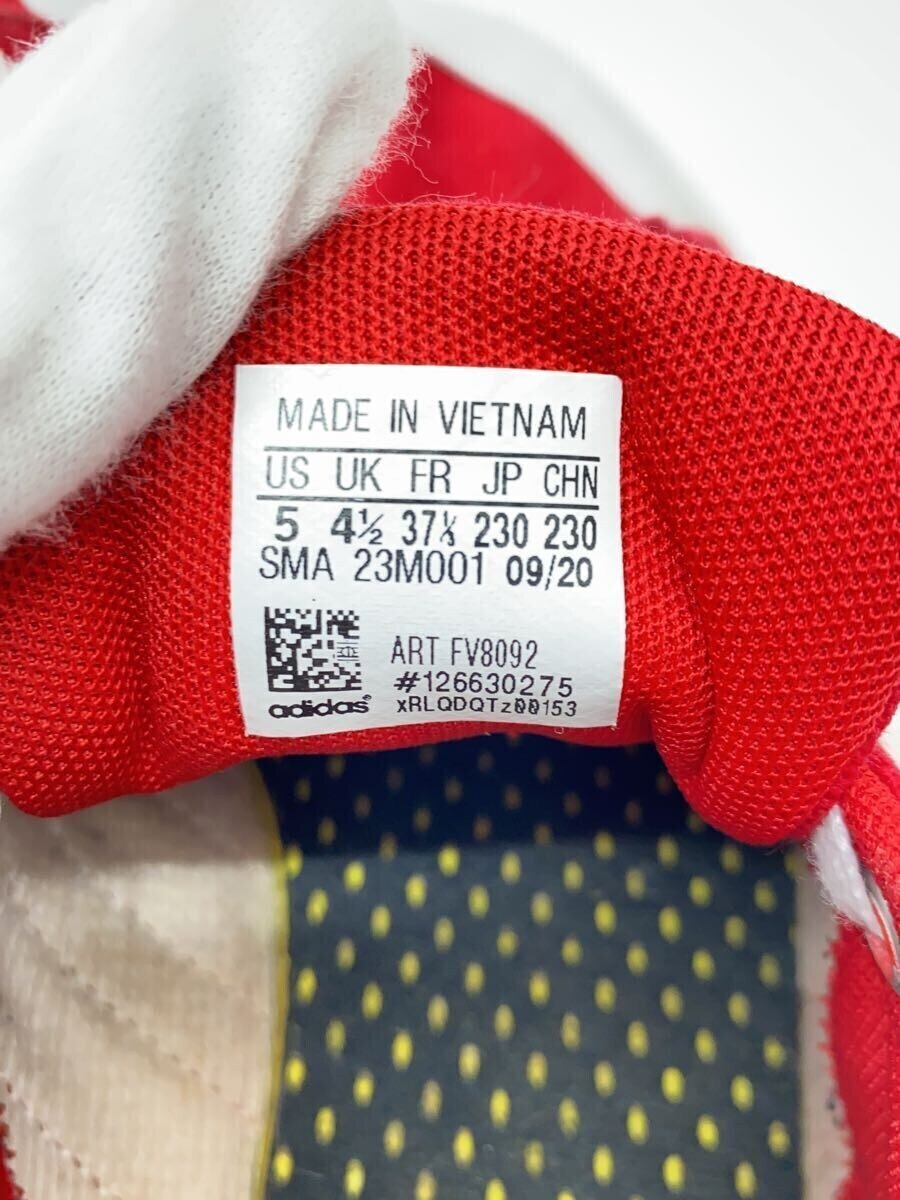 MADE IN VIETNAM
US UK FR JP CHN
5 4½ 37⅓ 230 230
SMA 23M001 09/20
ART FV8092
#126630275
adidas®
xRLQDQTz00153